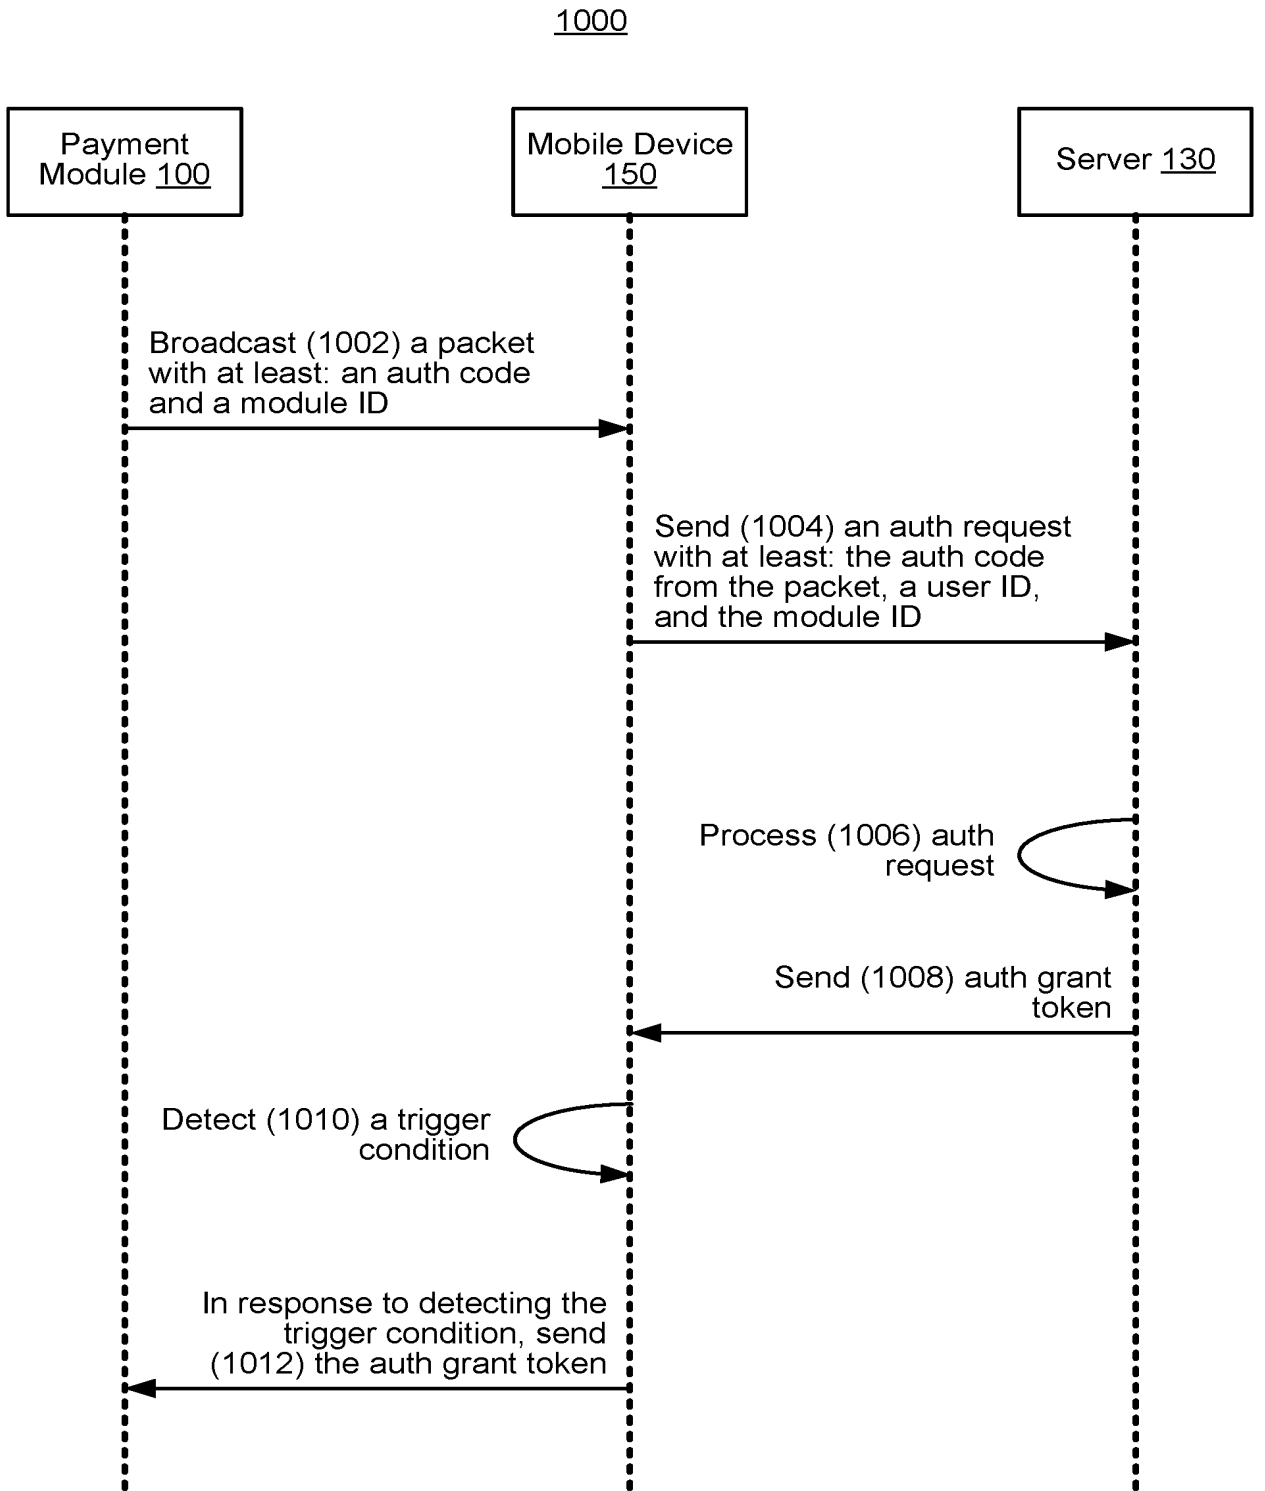 1000
Payment
Module 100
Mobile Device
150
Server 130
Broadcast (1002) a packet
with at least: an auth code
and a module ID
Send (1004) an auth request
with at least: the auth code
from the packet, a user ID,
and the module ID
Process (1006) auth
request
Send (1008) auth grant
token
Detect (1010) a trigger
condition
In response to detecting the
trigger condition, send
(1012) the auth grant token